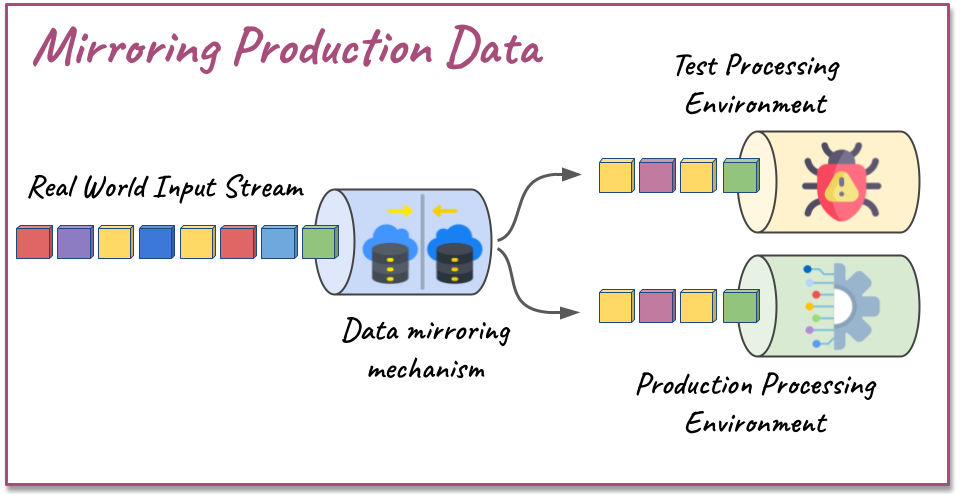 Mirroring Production Data
Test Processing
Environment
Real World Input Stream
Data mirroring
mechanism
Production Processing
Environment